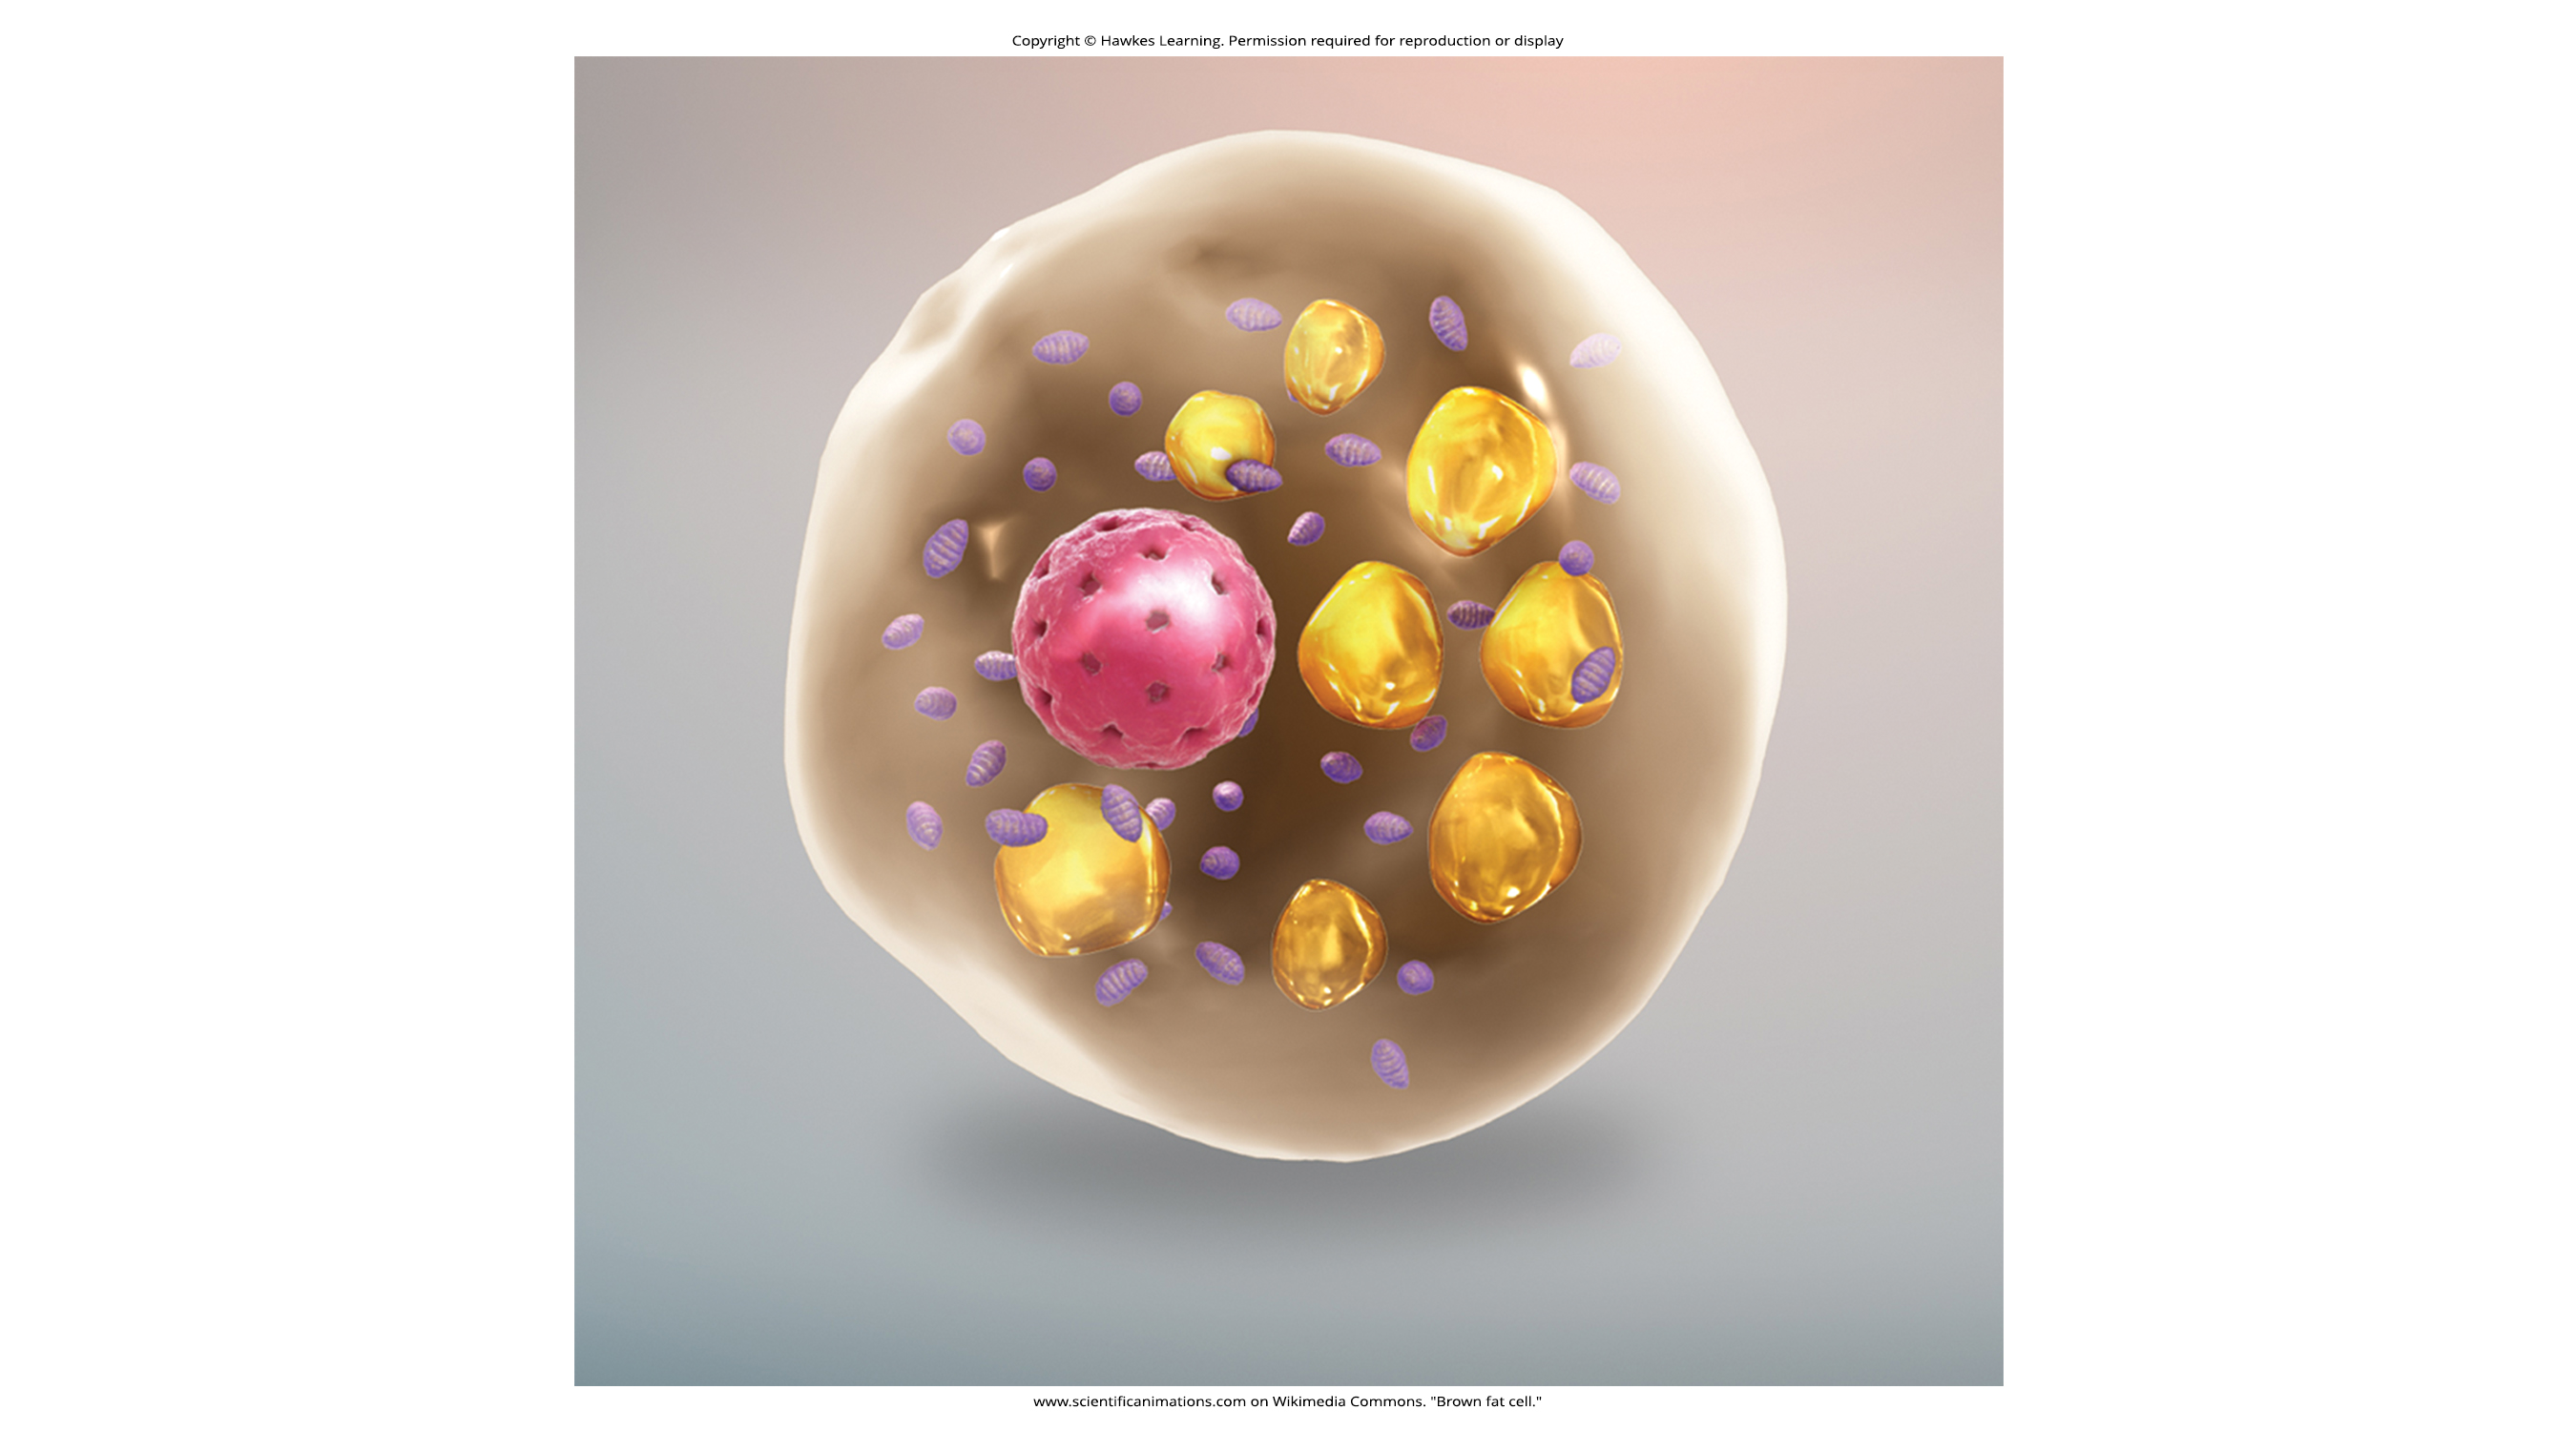 Copyright © Hawkes Learning. Permission required for reproduction or display
www.scientificanimations.com on Wikimedia Commons. "Brown fat cell."